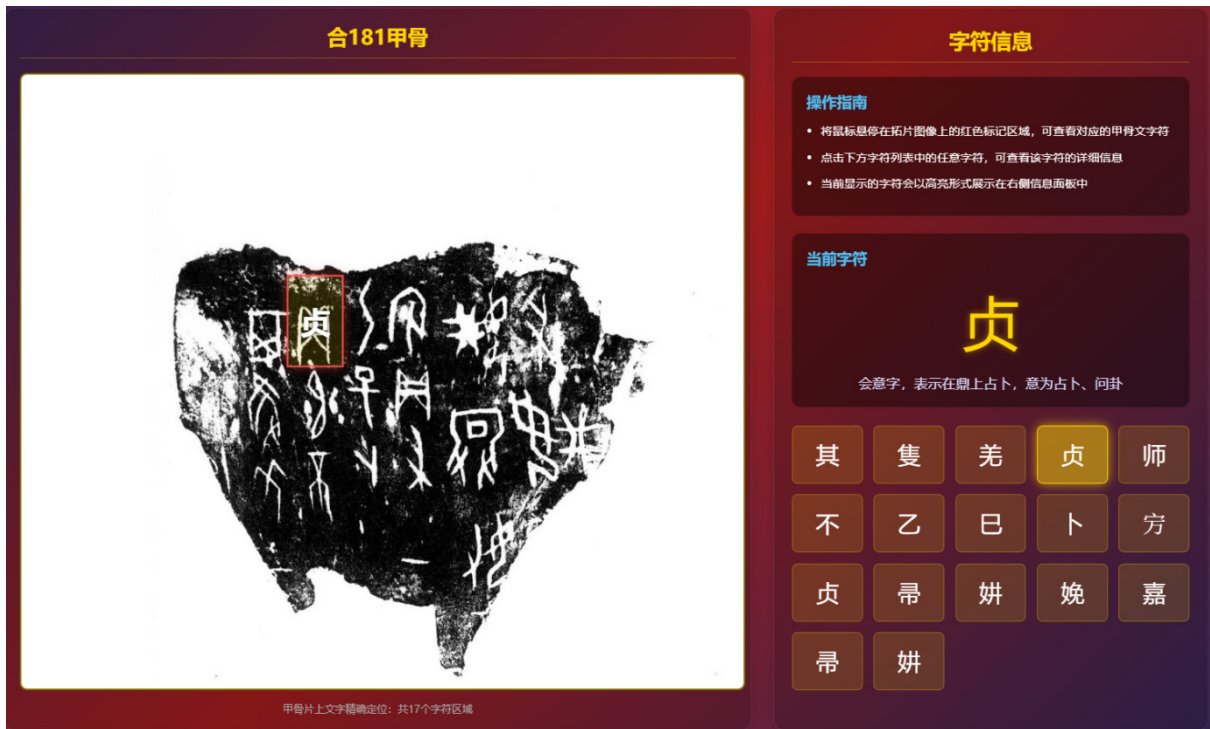 合181甲骨
贞
甲骨片上文字精确定位：共17个字符区域
字符信息
操作指南
• 将鼠标悬停在拓片图像上的红色标记区域，可查看对应的甲骨文字符
• 点击下方字符列表中的任意字符，可查看该字符的详细信息
• 当前显示的字符会以高亮形式展示在右侧信息面板中
当前字符
贞
会意字，表示在鼎上占卜，意为占卜、问卦
其 隻 羌 贞 师
不 乙 巳 卜 㝑
贞 帚 妌 娩 嘉
帚 妌